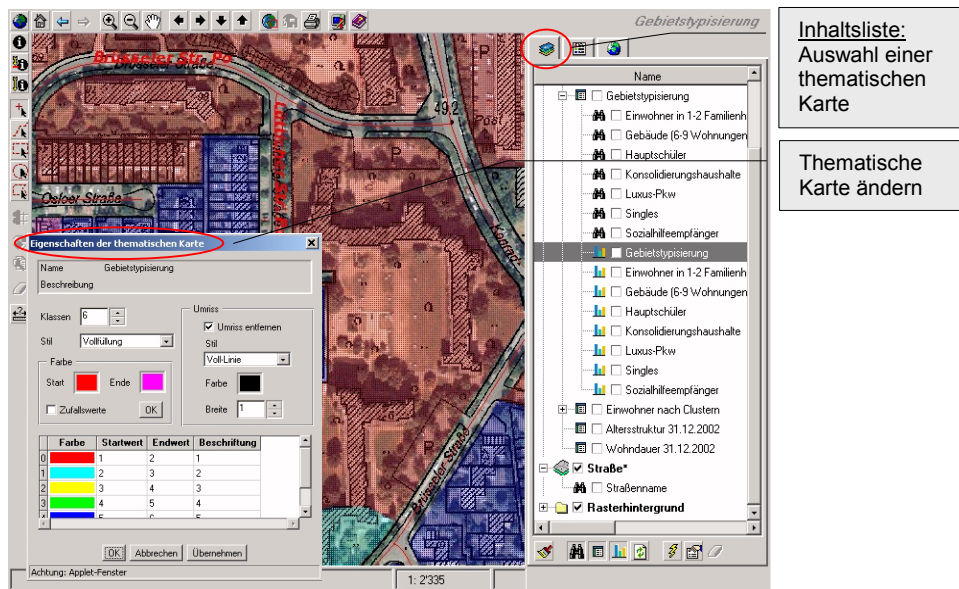 Gebietstypisierung
Inhaltsliste:
Auswahl einer
thematischen
Karte
Thematische
Karte ändern
Brüsseler Str. Pa
49.2
Post
P
P
Osloer Straße
Konrad-
Brüsseler Straße
P
Name
Gebietstypisierung
Einwohner in 1-2 Familienh
Gebäude (6-9 Wohnungen
Hauptschüler
Konsolidierungshaushalte
Luxus-Pkw
Singles
Sozialhilfeempfänger
Gebietstypisierung
Einwohner in 1-2 Familienh
Gebäude (6-9 Wohnungen
Hauptschüler
Konsolidierungshaushalte
Luxus-Pkw
Singles
Sozialhilfeempfänger
Einwohner nach Clustern
Altersstruktur 31.12.2002
Wohndauer 31.12.2002
Straße*
Straßenname
Rasterhintergrund
Eigenschaften der thematischen Karte
Name Gebietstypisierung
Beschreibung
Klassen 6
Stil Vollfüllung
Farbe
Start Ende
Zufallswerte OK
Umriss
Umriss entfernen
Stil
Voll-Linie
Farbe
Breite 1
Farbe Startwert Endwert Beschriftung
0 1 2 1
1 2 3 2
2 3 4 3
3 4 5 4
OK Abbrechen Übernehmen
Achtung: Applet-Fenster
1: 2'335